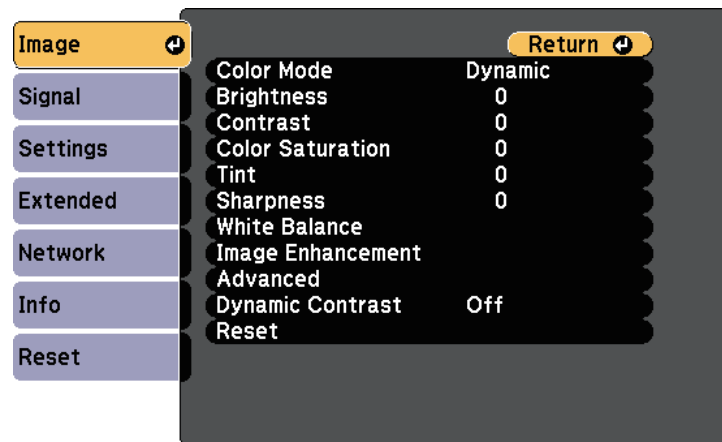 Image
Signal
Settings
Extended
Network
Info
Reset
Return
Color Mode Dynamic
Brightness 0
Contrast 0
Color Saturation 0
Tint 0
Sharpness 0
White Balance
Image Enhancement
Advanced
Dynamic Contrast Off
Reset